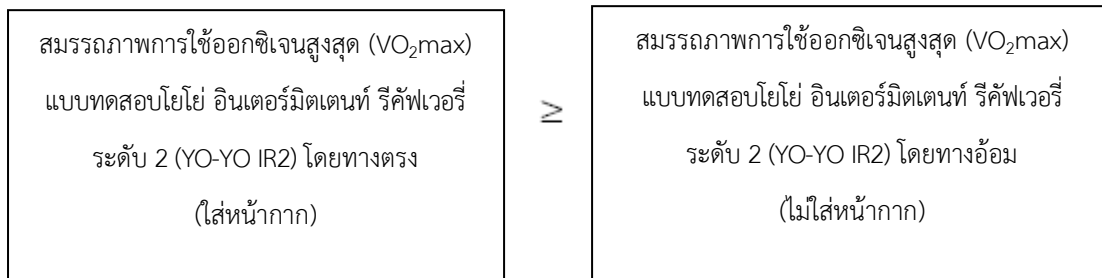 สมรรถภาพการใช้ออกซิเจนสูงสุด (VO₂max)
แบบทดสอบโยโย่ อินเตอร์มิตเตนท์ รีคัฟเวอรี่
ระดับ 2 (YO-YO IR2) โดยทางตรง
(ใส่หน้ากาก)
≥
สมรรถภาพการใช้ออกซิเจนสูงสุด (VO₂max)
แบบทดสอบโยโย่ อินเตอร์มิตเตนท์ รีคัฟเวอรี่
ระดับ 2 (YO-YO IR2) โดยทางอ้อม
(ไม่ใส่หน้ากาก)